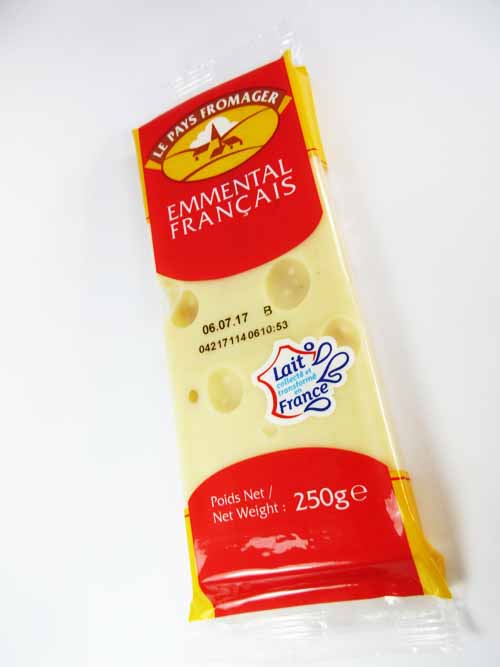 LE PAYS FROMAGER
EMMENTAL
FRANÇAIS
06.07.17 B
042171140610:53
Lait
collecté et
transformé
en
France
Poids Net /
Net Weight : 250g e